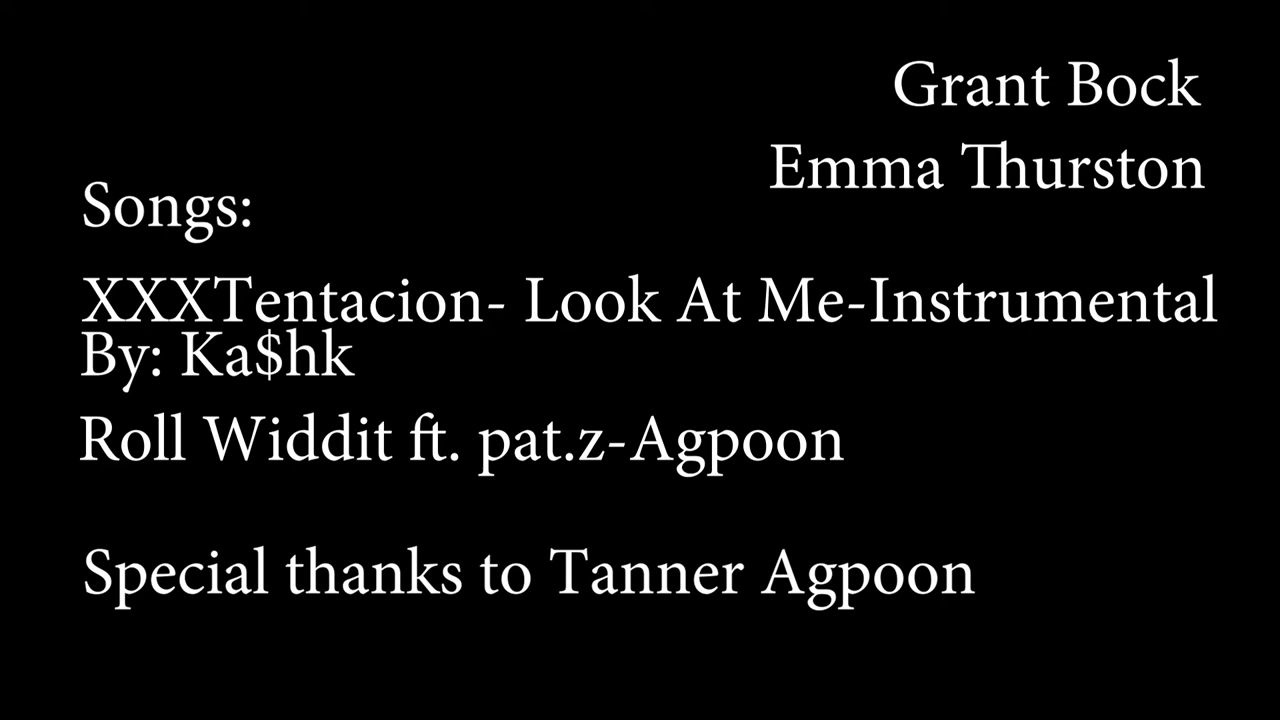 Grant Bock
Emma Thurston
Songs:
XXXTentacion- Look At Me-Instrumental
By: Ka$hk
Roll Widdit ft. pat.z-Agpoon
Special thanks to Tanner Agpoon